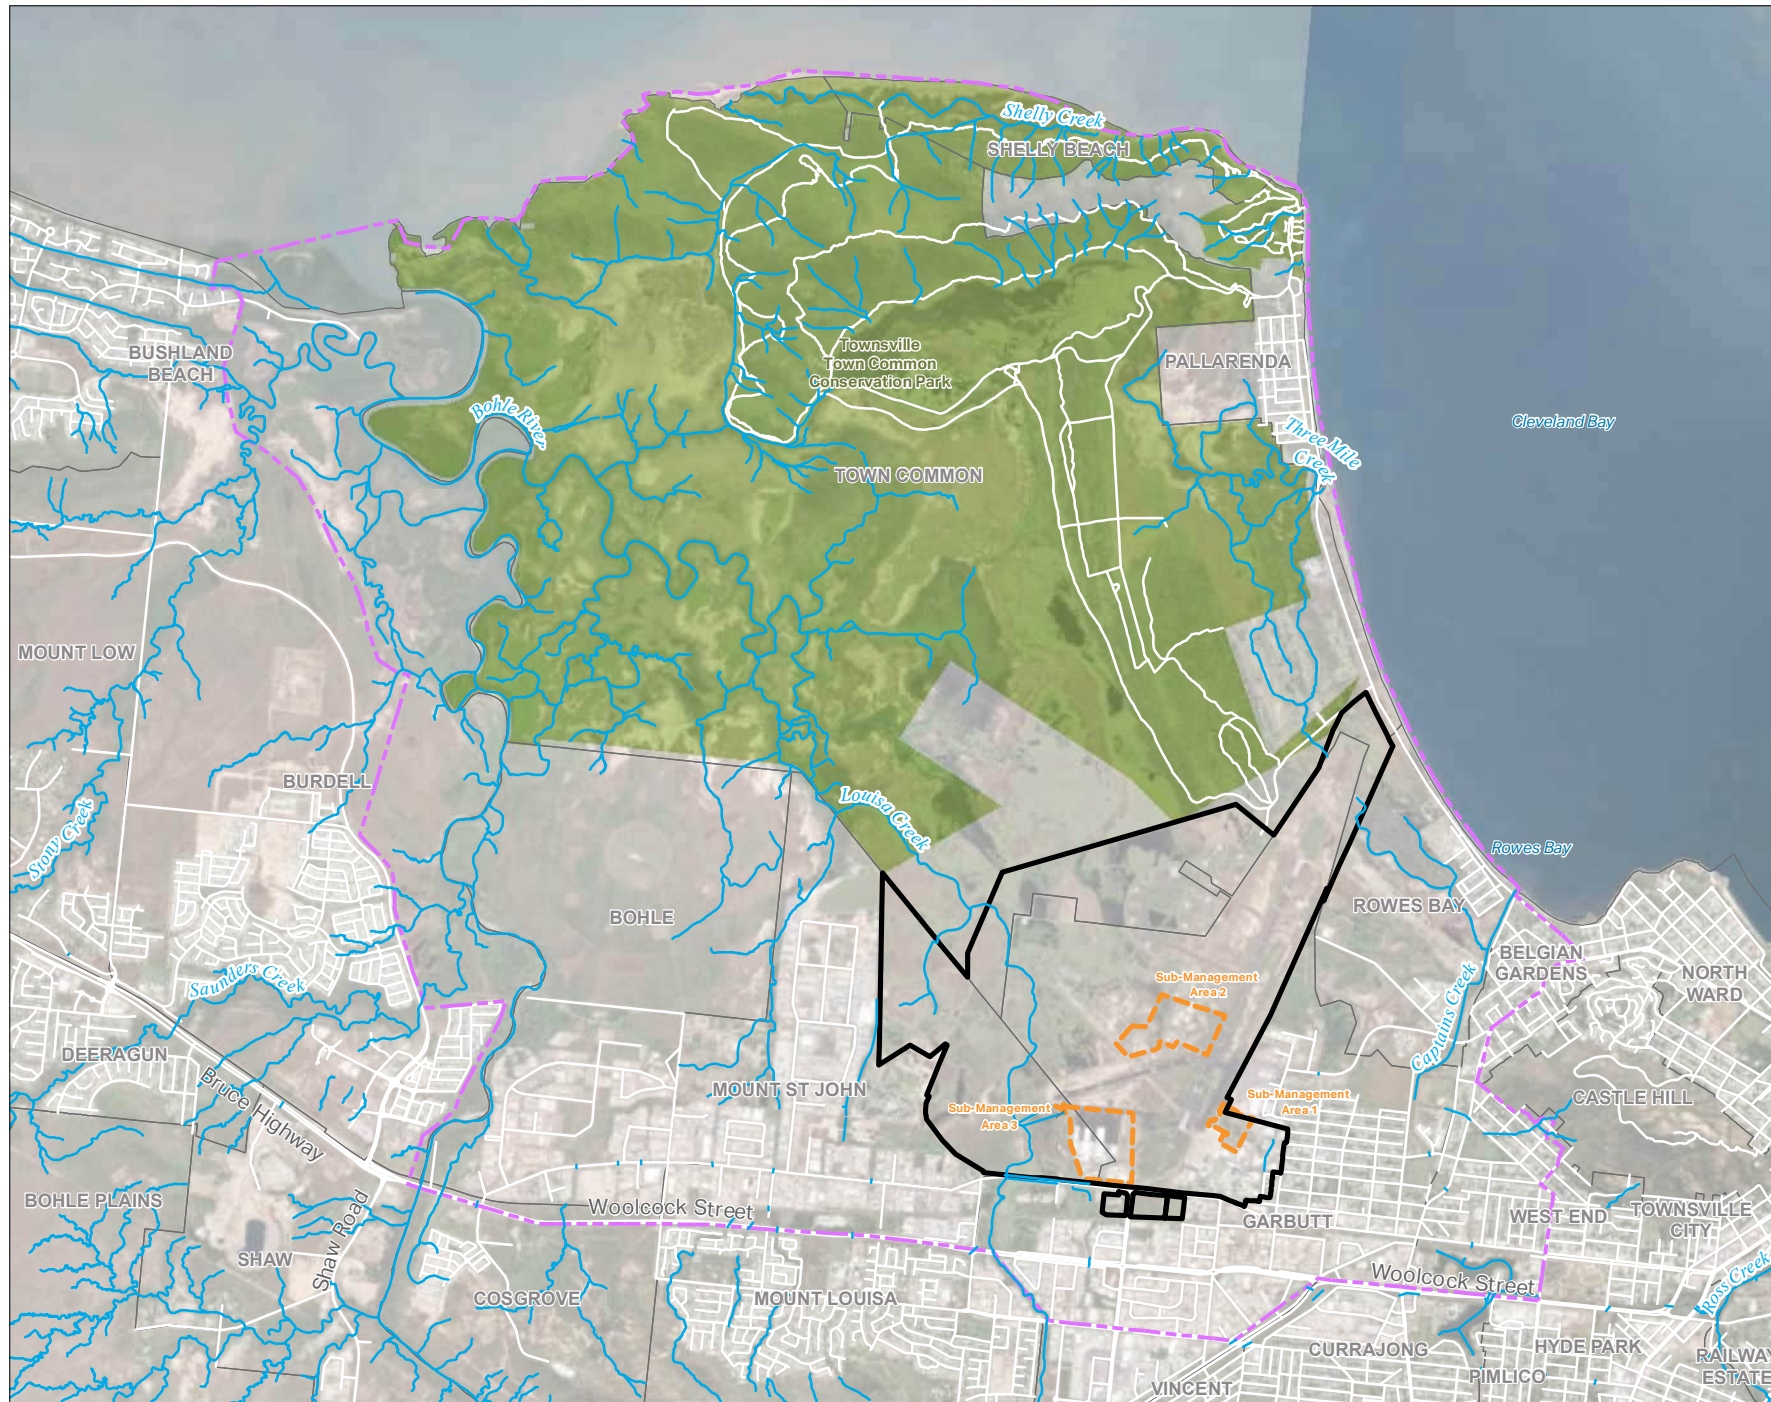 Shelly Creek
SHELLY BEACH
BUSHLAND
BEACH
Townsville
Town Common
Conservation Park
PALLARENDA
Bohle River
Three Mile
Creek
Cleveland Bay
TOWN COMMON
MOUNT LOW
BURDELL
Stony Creek
Louisa Creek
Rowes Bay
BOHLE
ROWES BAY
BELGIAN
GARDENS
NORTH
WARD
Saunders Creek
Sub-Management
Area 2
Captains Creek
DEERAGUN
Bruce Highway
MOUNT ST JOHN
Sub-Management
Area 3
Sub-Management
Area 1
CASTLE HILL
BOHLE PLAINS
Shaw Road
Woolcock Street
GARBUTT
WEST END
TOWNSVILLE
CITY
SHAW
COSGROVE
MOUNT LOUISA
Woolcock Street
Ross Creek
CURRAJONG
HYDE PARK
PIMLICO
RAILWAY
ESTATE
VINCENT